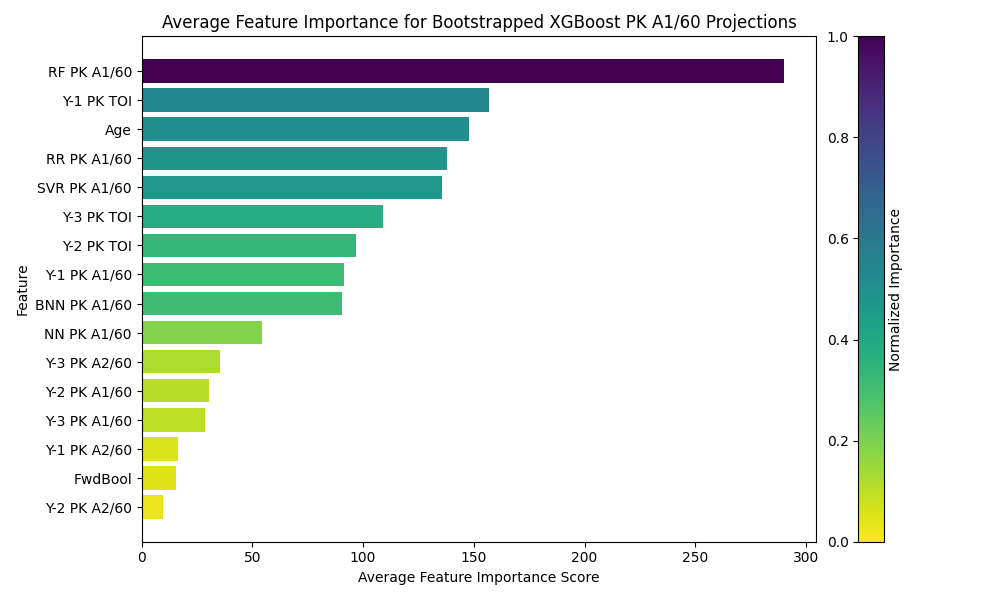 Average Feature Importance for Bootstrapped XGBoost PK A1/60 Projections
Feature
RF PK A1/60
Y-1 PK TOI
Age
RR PK A1/60
SVR PK A1/60
Y-3 PK TOI
Y-2 PK TOI
Y-1 PK A1/60
BNN PK A1/60
NN PK A1/60
Y-3 PK A2/60
Y-2 PK A1/60
Y-3 PK A1/60
Y-1 PK A2/60
FwdBool
Y-2 PK A2/60
0 50 100 150 200 250 300
Average Feature Importance Score
1.0
0.8
0.6
0.4
0.2
0.0
Normalized Importance